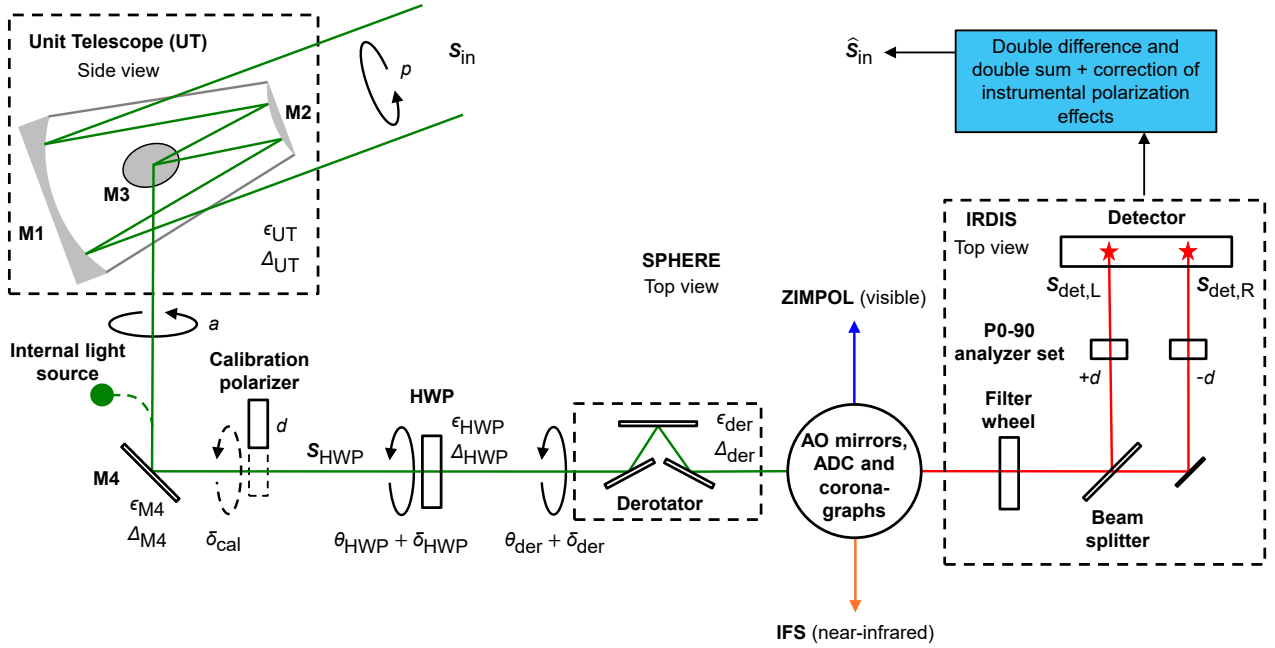 Unit Telescope (UT)
Side view
M2
M3
M1
ϵUT
ΔUT
Sin
p
Ŝin
Double difference and
double sum + correction of
instrumental polarization
effects
a
Internal light
source
Calibration
polarizer
d
M4
ϵM4
ΔM4
δcal
SHWP
HWP
ϵHWP
ΔHWP
θHWP + δHWP
θder + δder
SPHERE
Top view
ϵder
Δder
Derotator
ZIMPOL (visible)
AO mirrors,
ADC and
corona-
graphs
IFS (near-infrared)
IRDIS
Top view
Detector
Sdet,L
Sdet,R
P0-90
analyzer set
+d
-d
Filter
wheel
Beam
splitter